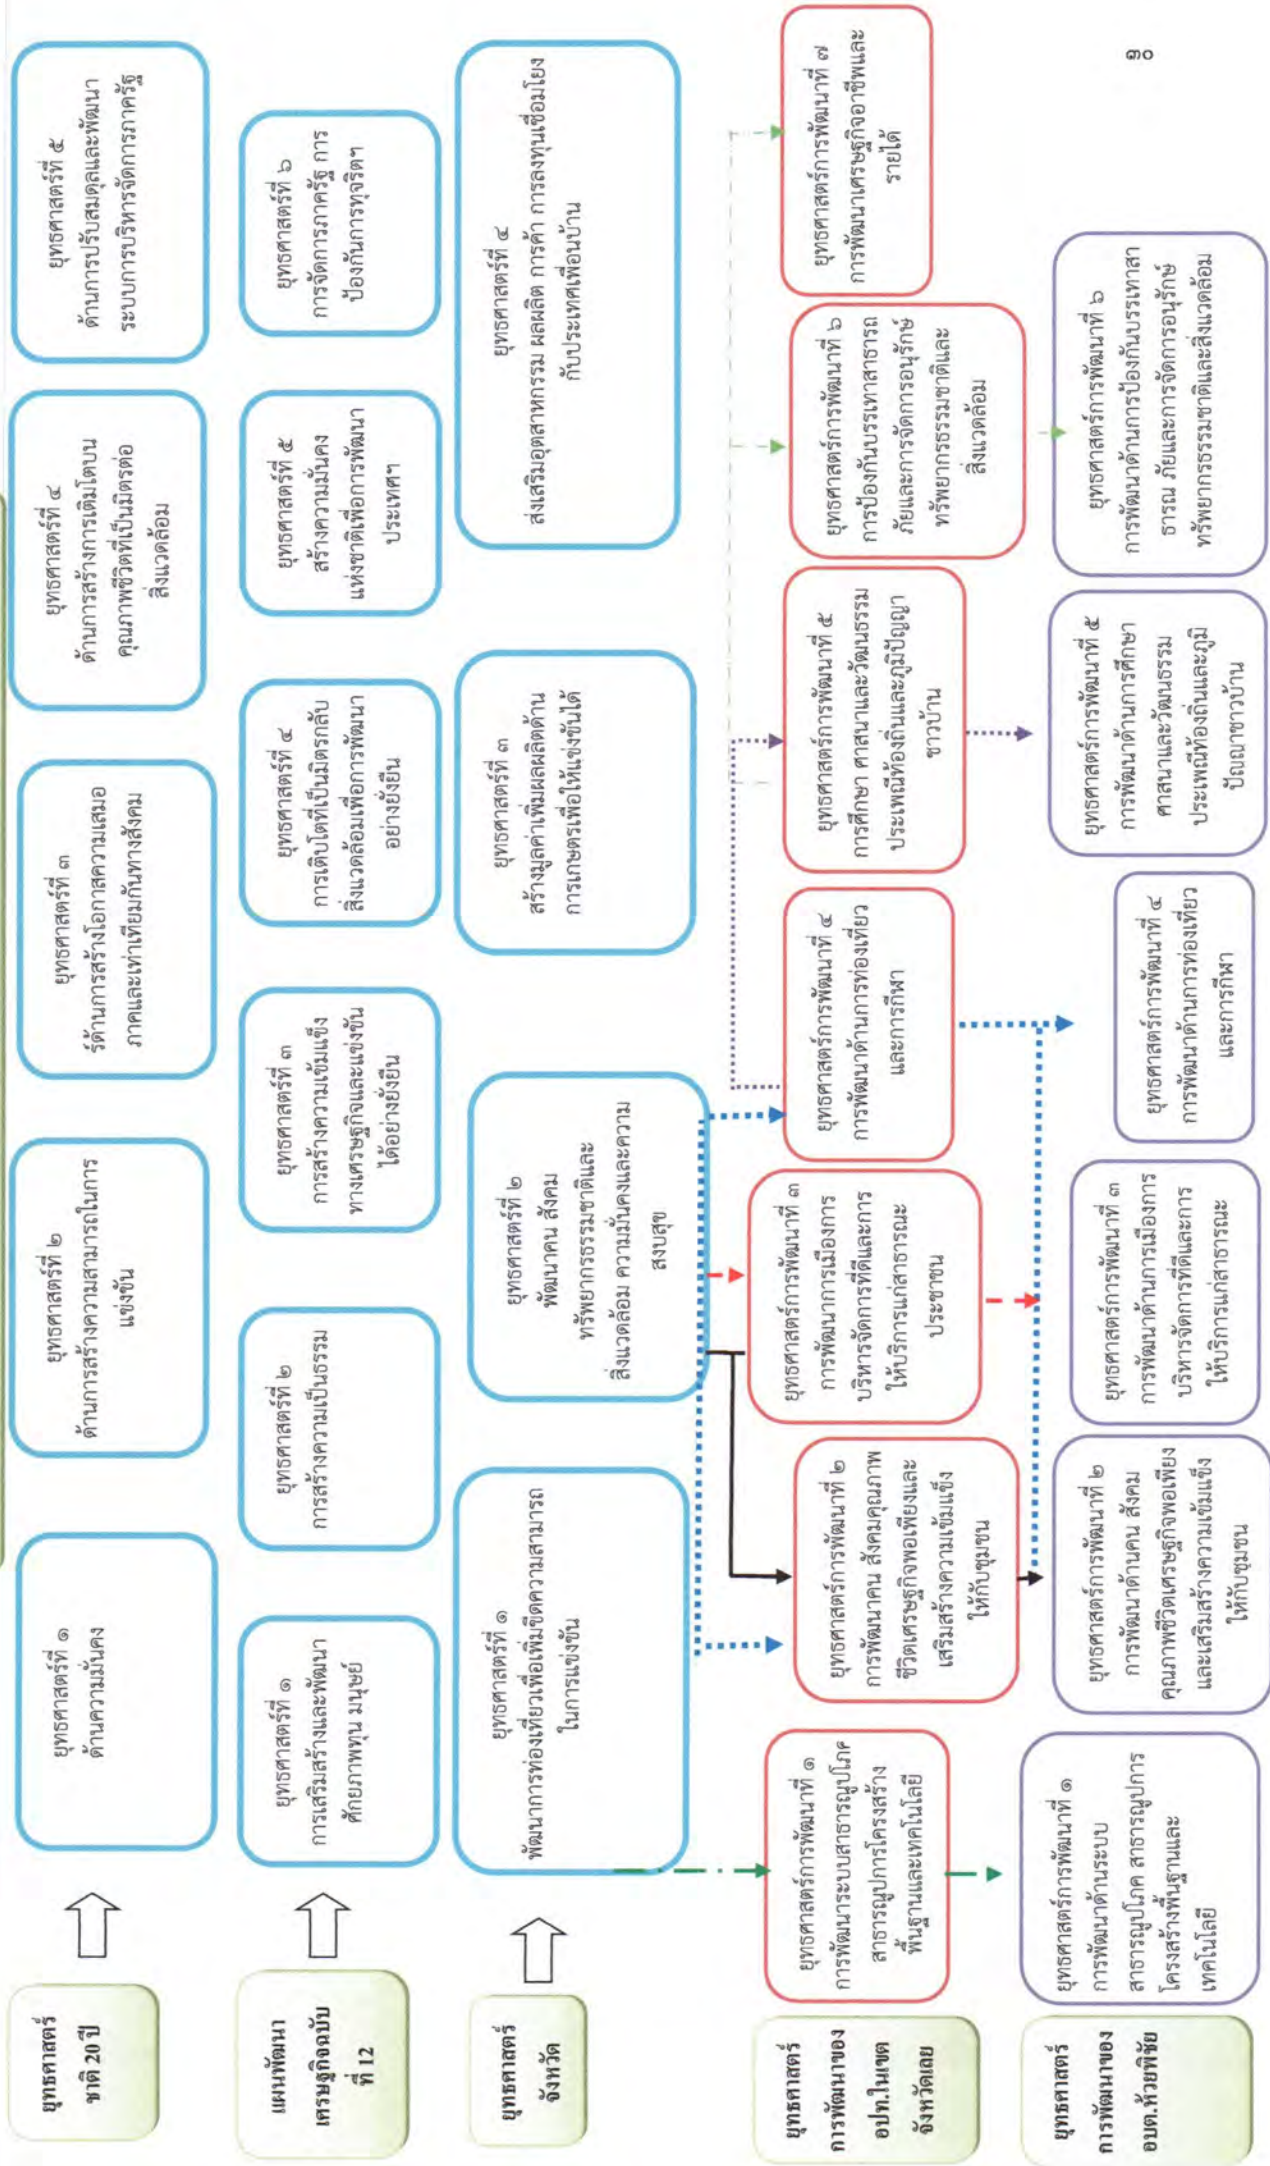 ยุทธศาสตร์
ชาติ 20 ปี
ยุทธศาสตร์ที่ ๑
ด้านความมั่นคง
ยุทธศาสตร์ที่ ๒
ด้านการสร้างความสามารถในการ
แข่งขัน
ยุทธศาสตร์ที่ ๓
ร์ด้านการสร้างโอกาสความเสมอ
ภาคและเท่าเทียมกันทางสังคม
ยุทธศาสตร์ที่ ๔
ด้านการสร้างการเติมโตบน
คุณภาพชีวิตที่เป็นมิตรต่อ
สิ่งแวดล้อม
ยุทธศาสตร์ที่ ๕
ด้านการปรับสมดุลและพัฒนา
ระบบการบริหารจัดการภาครัฐ
แผนพัฒนา
เศรษฐกิจฉบับ
ที่ 12
ยุทธศาสตร์ที่ ๑
การเสริมสร้างและพัฒนา
ศักยภาพทุน มนุษย์
ยุทธศาสตร์ที่ ๒
การสร้างความเป็นธรรม
ยุทธศาสตร์ที่ ๓
การสร้างความเข้มแข็ง
ทางเศรษฐกิจและแข่งขัน
ได้อย่างยั่งยืน
ยุทธศาสตร์ที่ ๔
การเติบโตที่เป็นมิตรกลับ
สิ่งแวดล้อมเพื่อการพัฒนา
อย่างยั่งยืน
ยุทธศาสตร์ที่ ๕
สร้างความมั่นคง
แห่งชาติเพื่อการพัฒนา
ประเทศฯ
ยุทธศาสตร์ที่ ๖
การจัดการภาครัฐ การ
ป้องกันการทุจริตฯ
ยุทธศาสตร์
จังหวัด
ยุทธศาสตร์ที่ ๑
พัฒนาการท่องเที่ยวเพื่อเพิ่มขีดความสามารถ
ในการแข่งขัน
ยุทธศาสตร์ที่ ๒
พัฒนาคน สังคม
ทรัพยากรธรรมชาติและ
สิ่งแวดล้อม ความมั่นคงและความ
สงบสุข
ยุทธศาสตร์ที่ ๓
สร้างมูลค่าเพิ่มผลผลิตด้าน
การเกษตรเพื่อให้แข่งขันได้
ยุทธศาสตร์ที่ ๔
ส่งเสริมอุตสาหกรรม ผลผลิต การค้า การลงทุนเชื่อมโยง
กับประเทศเพื่อนบ้าน
ยุทธศาสตร์
การพัฒนาของ
อปท.ในเขต
จังหวัดเลย
ยุทธศาสตร์การพัฒนาที่ ๑
การพัฒนาระบบสาธารณูปโภค
สาธารณูปการโครงสร้าง
พื้นฐานและเทคโนโลยี
ยุทธศาสตร์การพัฒนาที่ ๒
การพัฒนาคน สังคมคุณภาพ
ชีวิตเศรษฐกิจพอเพียงและ
เสริมสร้างความเข้มแข็ง
ให้กับชุมชน
ยุทธศาสตร์การพัฒนาที่ ๓
การพัฒนาการเมืองการ
บริหารจัดการที่ดีและการ
ให้บริการแก่สาธารณะ
ประชาชน
ยุทธศาสตร์การพัฒนาที่ ๔
การพัฒนาด้านการท่องเที่ยว
และการกีฬา
ยุทธศาสตร์การพัฒนาที่ ๕
การศึกษา ศาสนาและวัฒนธรรม
ประเพณีท้องถิ่นและภูมิปัญญา
ชาวบ้าน
ยุทธศาสตร์การพัฒนาที่ ๖
การป้องกันบรรเทาสาธารถ
ภัยและการจัดการอนุรักษ์
ทรัพยากรธรรมชาติและ
สิ่งแวดล้อม
ยุทธศาสตร์การพัฒนาที่ ๗
การพัฒนาเศรษฐกิจอาชีพและ
รายได้
ยุทธศาสตร์
การพัฒนาของ
อบต.ห้วยพิชัย
ยุทธศาสตร์การพัฒนาที่ ๑
การพัฒนาด้านระบบ
สาธารณูปโภค สาธารณูปการ
โครงสร้างพื้นฐานและ
เทคโนโลยี
ยุทธศาสตร์การพัฒนาที่ ๒
การพัฒนาด้านคน สังคม
คุณภาพชีวิตเศรษฐกิจพอเพียง
และเสริมสร้างความเข้มแข็ง
ให้กับชุมชน
ยุทธศาสตร์การพัฒนาที่ ๓
การพัฒนาด้านการเมืองการ
บริหารจัดการที่ดีและการ
ให้บริการแก่สาธารณะ
ยุทธศาสตร์การพัฒนาที่ ๔
การพัฒนาด้านการท่องเที่ยว
และการกีฬา
ยุทธศาสตร์การพัฒนาที่ ๕
การพัฒนาด้านการศึกษา
ศาสนาและวัฒนธรรม
ประเพณีท้องถิ่นและภูมิ
ปัญญาชาวบ้าน
ยุทธศาสตร์การพัฒนาที่ ๖
การพัฒนาด้านการป้องกันบรรเทาสา
ธารณ ภัยและการจัดการอนุรักษ์
ทรัพยากรธรรมชาติและสิ่งแวดล้อม
๑๐